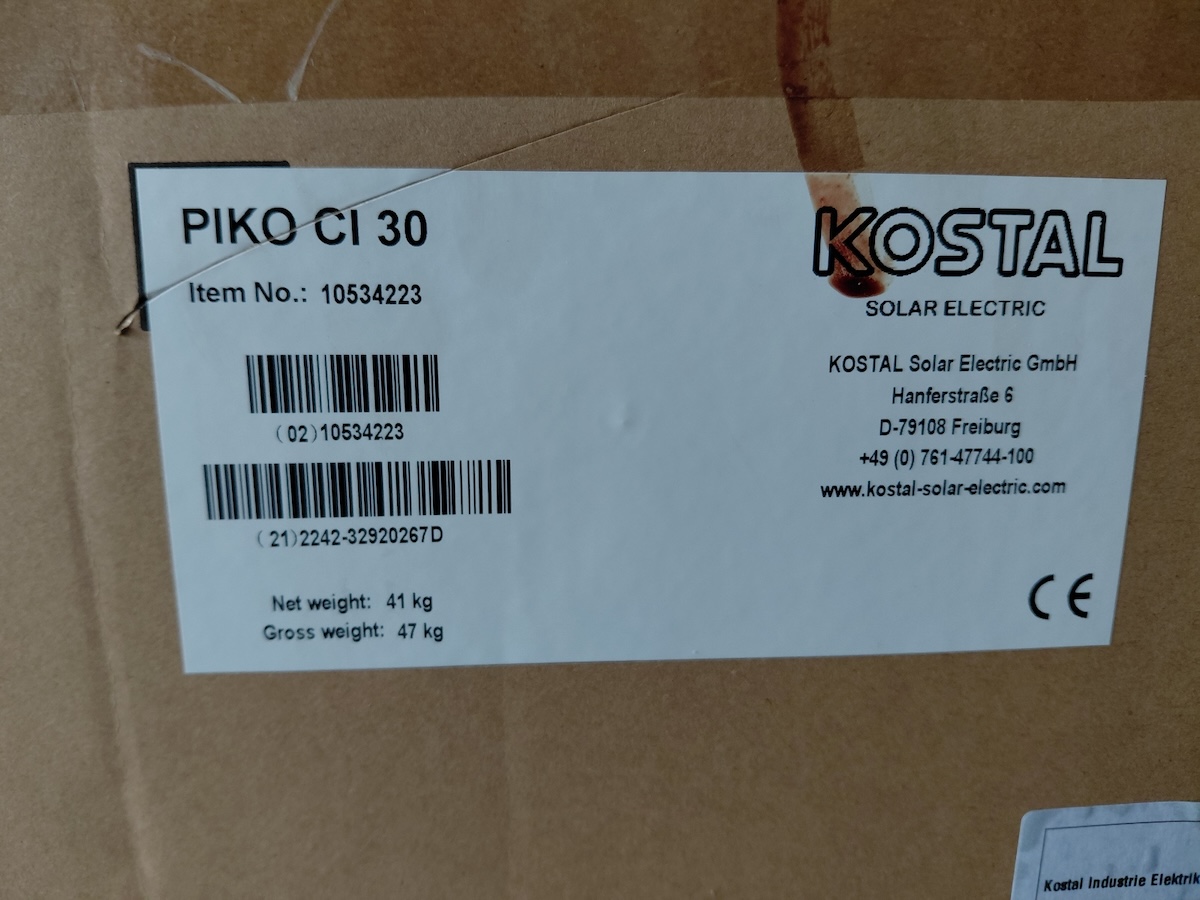 PIKO CI 30
Item No.: 10534223
(02)10534223
(21)2242-32920267D
Net weight: 41 kg
Gross weight: 47 kg
KOSTAL
SOLAR ELECTRIC
KOSTAL Solar Electric GmbH
Hanferstraße 6
D-79108 Freiburg
+49 (0) 761-47744-100
www.kostal-solar-electric.com
CE
Kostal Industrie Elektrik